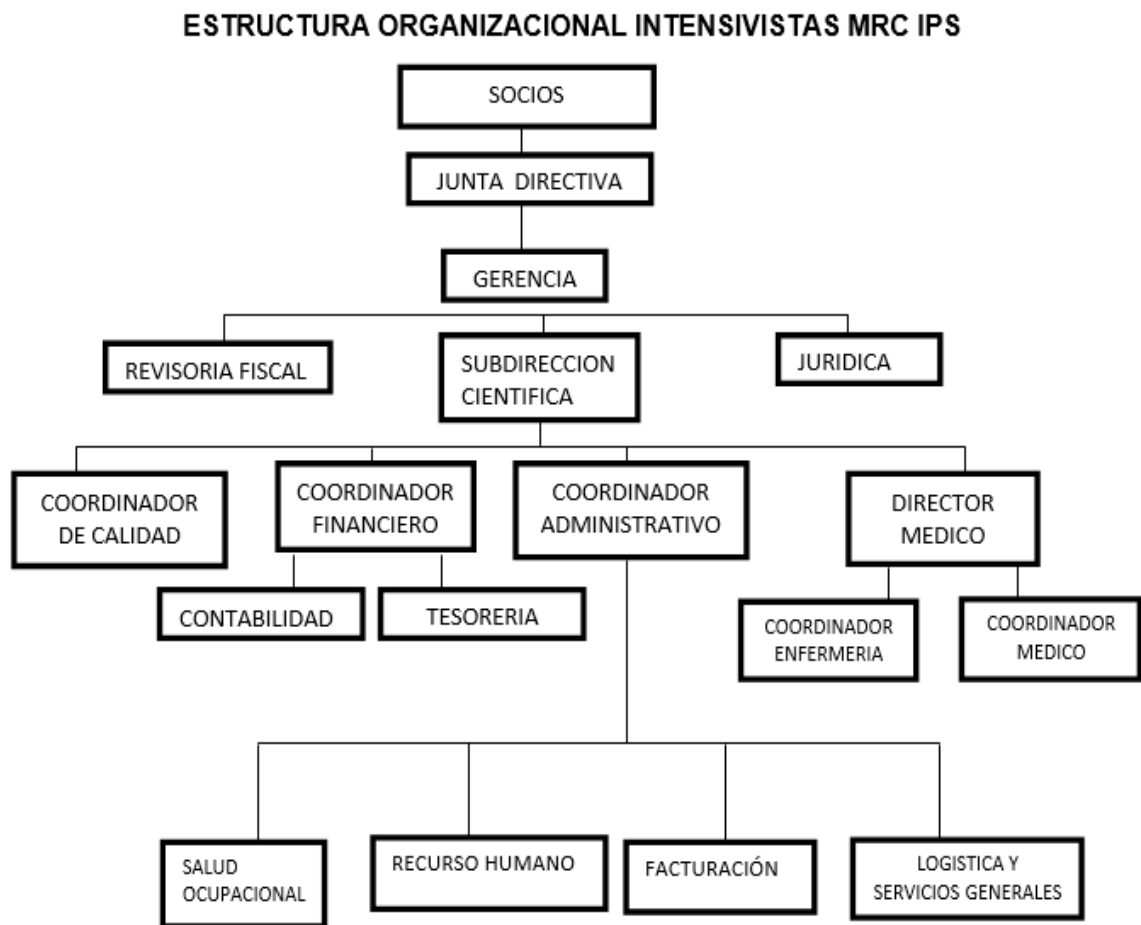 ESTRUCTURA ORGANIZACIONAL INTENSIVISTAS MRC IPS
SOCIOS
JUNTA DIRECTIVA
GERENCIA
REVISORIA FISCAL
SUBDIRECCION
CIENTIFICA
JURIDICA
COORDINADOR
DE CALIDAD
COORDINADOR
FINANCIERO
COORDINADOR
ADMINISTRATIVO
DIRECTOR
MEDICO
CONTABILIDAD
TESORERIA
COORDINADOR
ENFERMERIA
COORDINADOR
MEDICO
SALUD
OCUPACIONAL
RECURSO HUMANO
FACTURACIÓN
LOGISTICA Y
SERVICIOS GENERALES